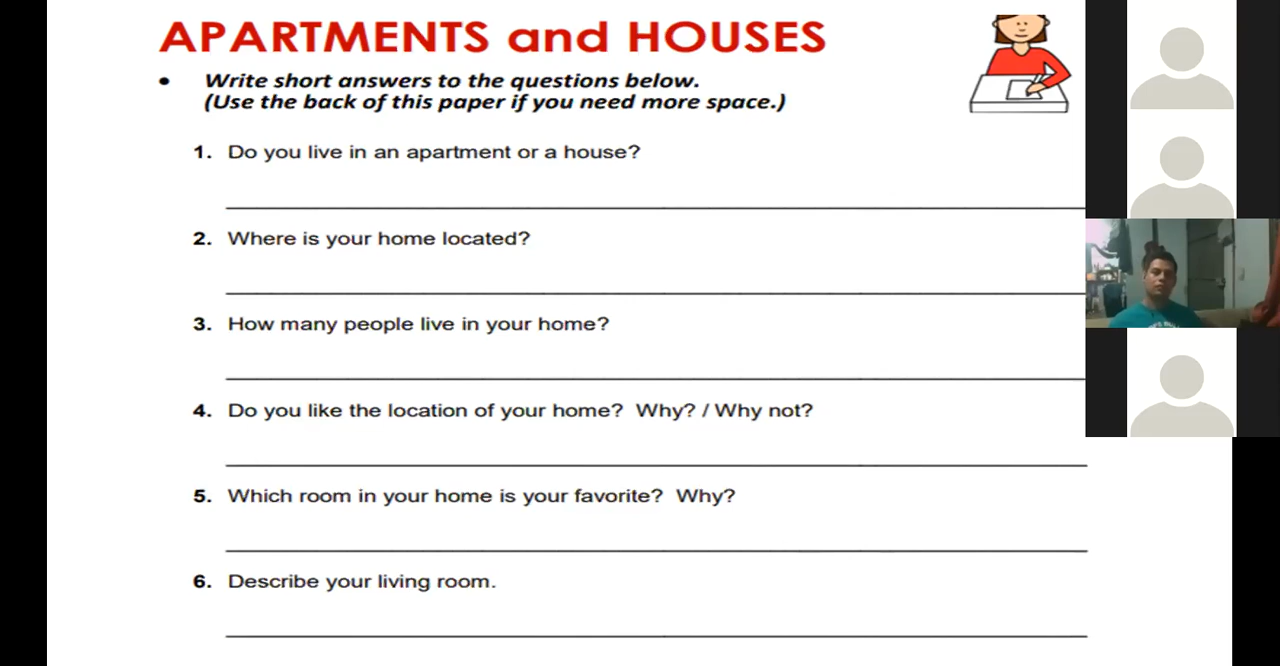 APARTMENTS and HOUSES
• Write short answers to the questions below.
(Use the back of this paper if you need more space.)
1. Do you live in an apartment or a house?
2. Where is your home located?
3. How many people live in your home?
4. Do you like the location of your home? Why? / Why not?
5. Which room in your home is your favorite? Why?
6. Describe your living room.